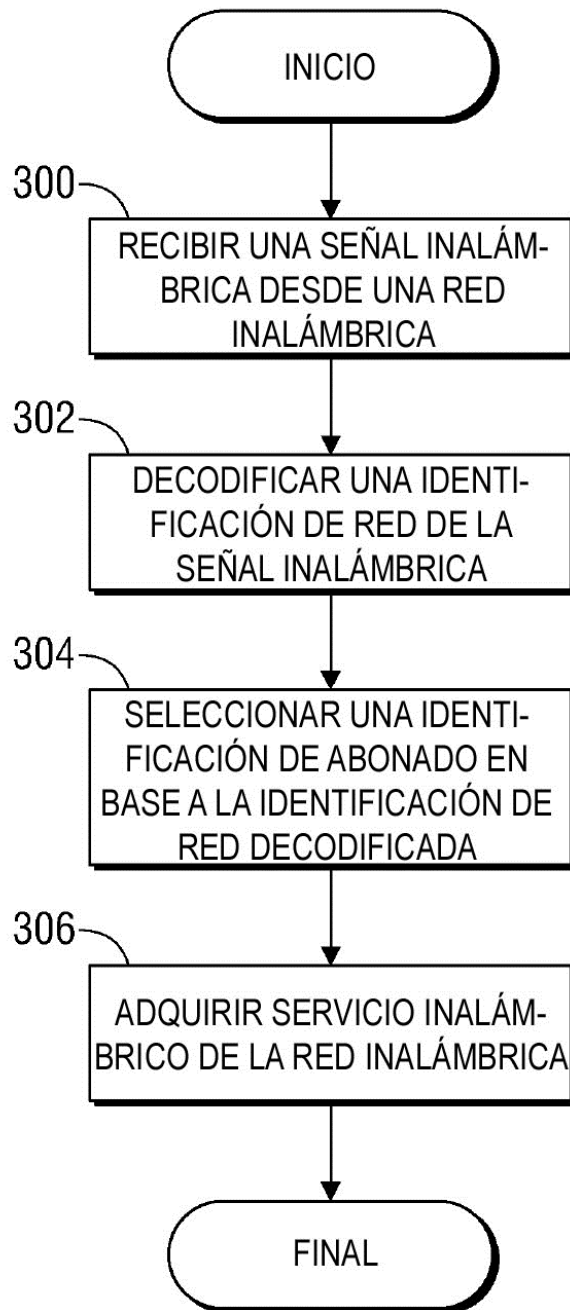 INICIO
300
RECIBIR UNA SEÑAL INALÁM-
BRICA DESDE UNA RED
INALÁMBRICA
302
DECODIFICAR UNA IDENTI-
FICACIÓN DE RED DE LA
SEÑAL INALÁMBRICA
304
SELECCIONAR UNA IDENTI-
FICACIÓN DE ABONADO EN
BASE A LA IDENTIFICACIÓN DE
RED DECODIFICADA
306
ADQUIRIR SERVICIO INALÁM-
BRICO DE LA RED INALÁMBRICA
FINAL